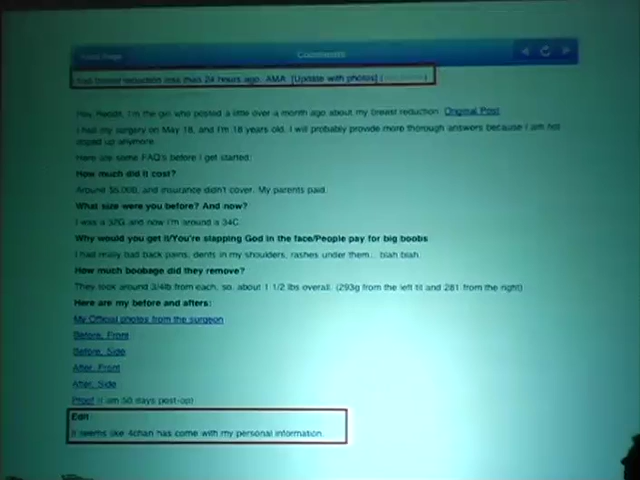 Comments
had breast reduction less than 24 hours ago. AMA. [Update with photos] (
Hey, Reddit, I'm the girl who posted a little over a month ago about my breast reduction. Original Post
I had my surgery on May 18, and I'm 18 years old. I will probably provide more thorough answers because I am not
doped up anymore.
Here are some FAQ's before I get started:
How much did it cost?
Around and insurance didn't cover. My parents paid.
What size were you before? And now?
I was a 32G and now I'm around a 34C.
Why would you get it/You're slapping God in the face/People pay for big boobs
I had really bad back pains, dents in my shoulders, rashes under them... blah blah.
How much boobage did they remove?
They took around 3/4lb from each, so, about 1 1/2 lbs overall. (293g from the left tit and 281 from the right)
Here are my before and afters:
My Official photos from the surgeon
Before, Front
Before, Side
After, Front
After, Side
Proof (I am 50 days post-op)
Edit:
It seems like 4chan has come with my personal information.